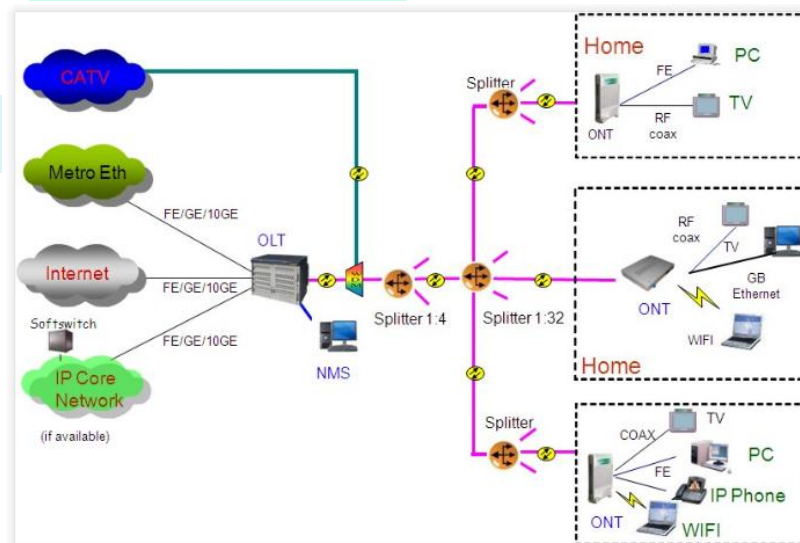 CATV
Metro Eth
FE/GE/10GE
OLT
Internet
FE/GE/10GE
Softswitch
FE/GE/10GE
IP Core
Network
(if available)
NMS
Splitter 1:4
Splitter 1:32
Splitter
Splitter
Home
PC
FE
TV
RF
coax
ONT
RF
coax
TV
GB
Ethernet
ONT
WIFI
Home
TV
COAX
PC
FE
IP Phone
ONT
WIFI